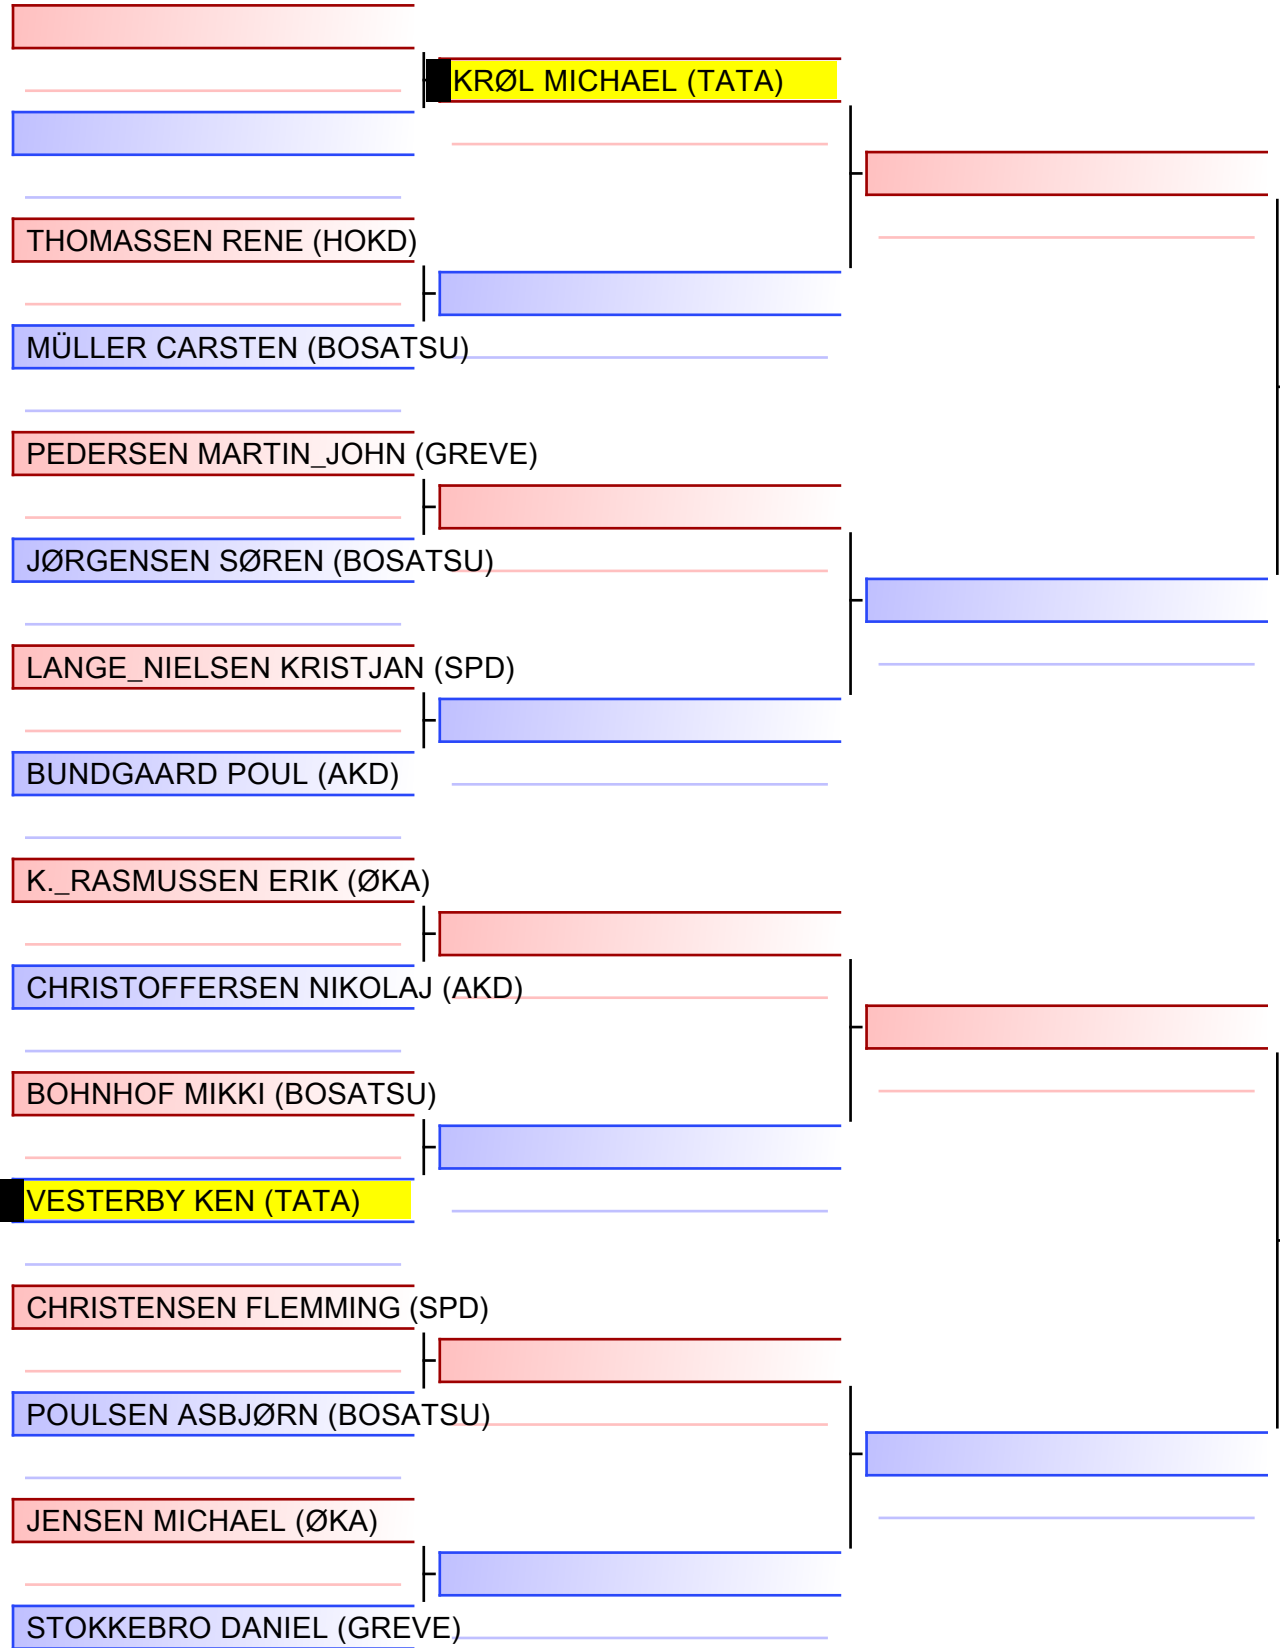 KRØL MICHAEL (TATA)
THOMASSEN RENE (HOKD)
MÜLLER CARSTEN (BOSATSU)
PEDERSEN MARTIN_JOHN (GREVE)
JØRGENSEN SØREN (BOSATSU)
LANGE_NIELSEN KRISTJAN (SPD)
BUNDGAARD POUL (AKD)
K._RASMUSSEN ERIK (ØKA)
CHRISTOFFERSEN NIKOLAJ (AKD)
BOHNHOF MIKKI (BOSATSU)
VESTERBY KEN (TATA)
CHRISTENSEN FLEMMING (SPD)
POULSEN ASBJØRN (BOSATSU)
JENSEN MICHAEL (ØKA)
STOKKEBRO DANIEL (GREVE)